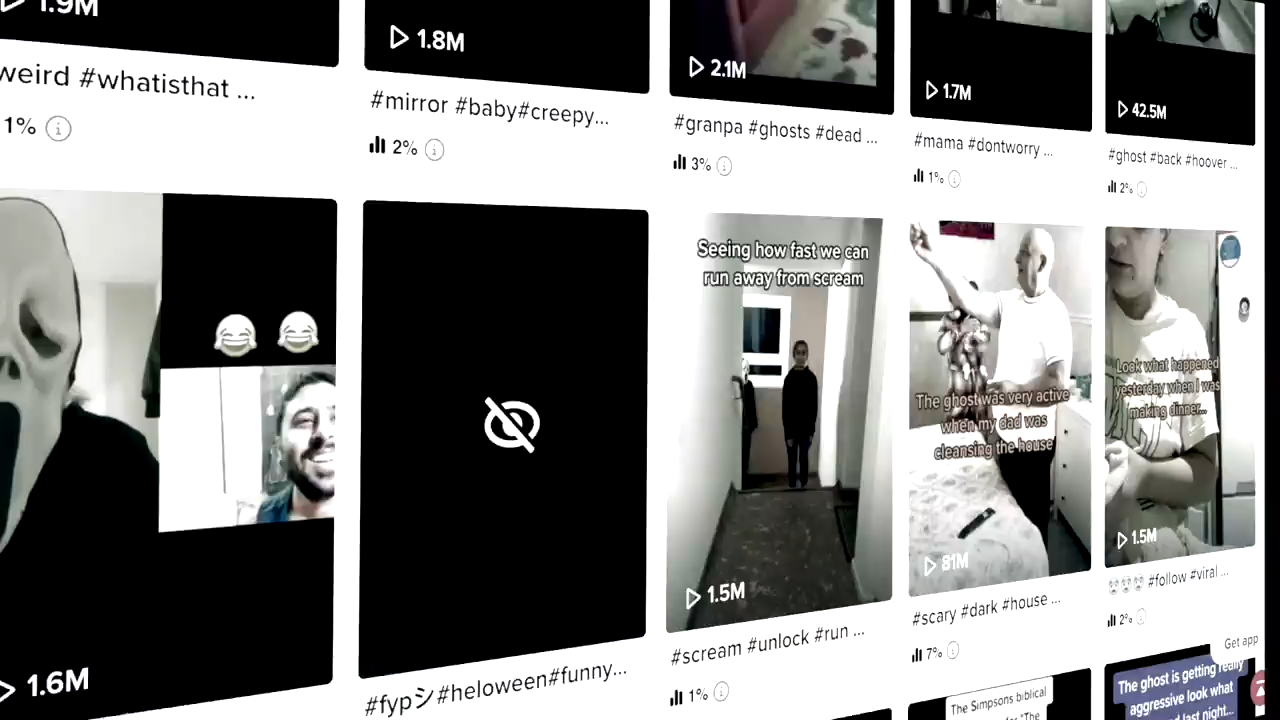 1.9M
1.8M
2.1M
1.7M
42.5M
weird #whatisthat ...
#mirror #baby#creepy...
#granpa #ghosts #dead ...
#mama #dontworry ...
#ghost #back #hoover ...
1%
2%
3%
1%
2%
Seeing how fast we can
run away from scream
The ghost was very active
when my dad was
cleansing the house
Look what happened
yesterday when I was
making dinner...
1.6M
1.5M
81M
1.5M
#fypシ#heloween#funny...
#scream #unlock #run ...
#scary #dark #house ...
#follow #viral ...
1%
7%
2%
Get app
The Simpsons biblical
for "The
The ghost is getting really
aggressive look what
last night...